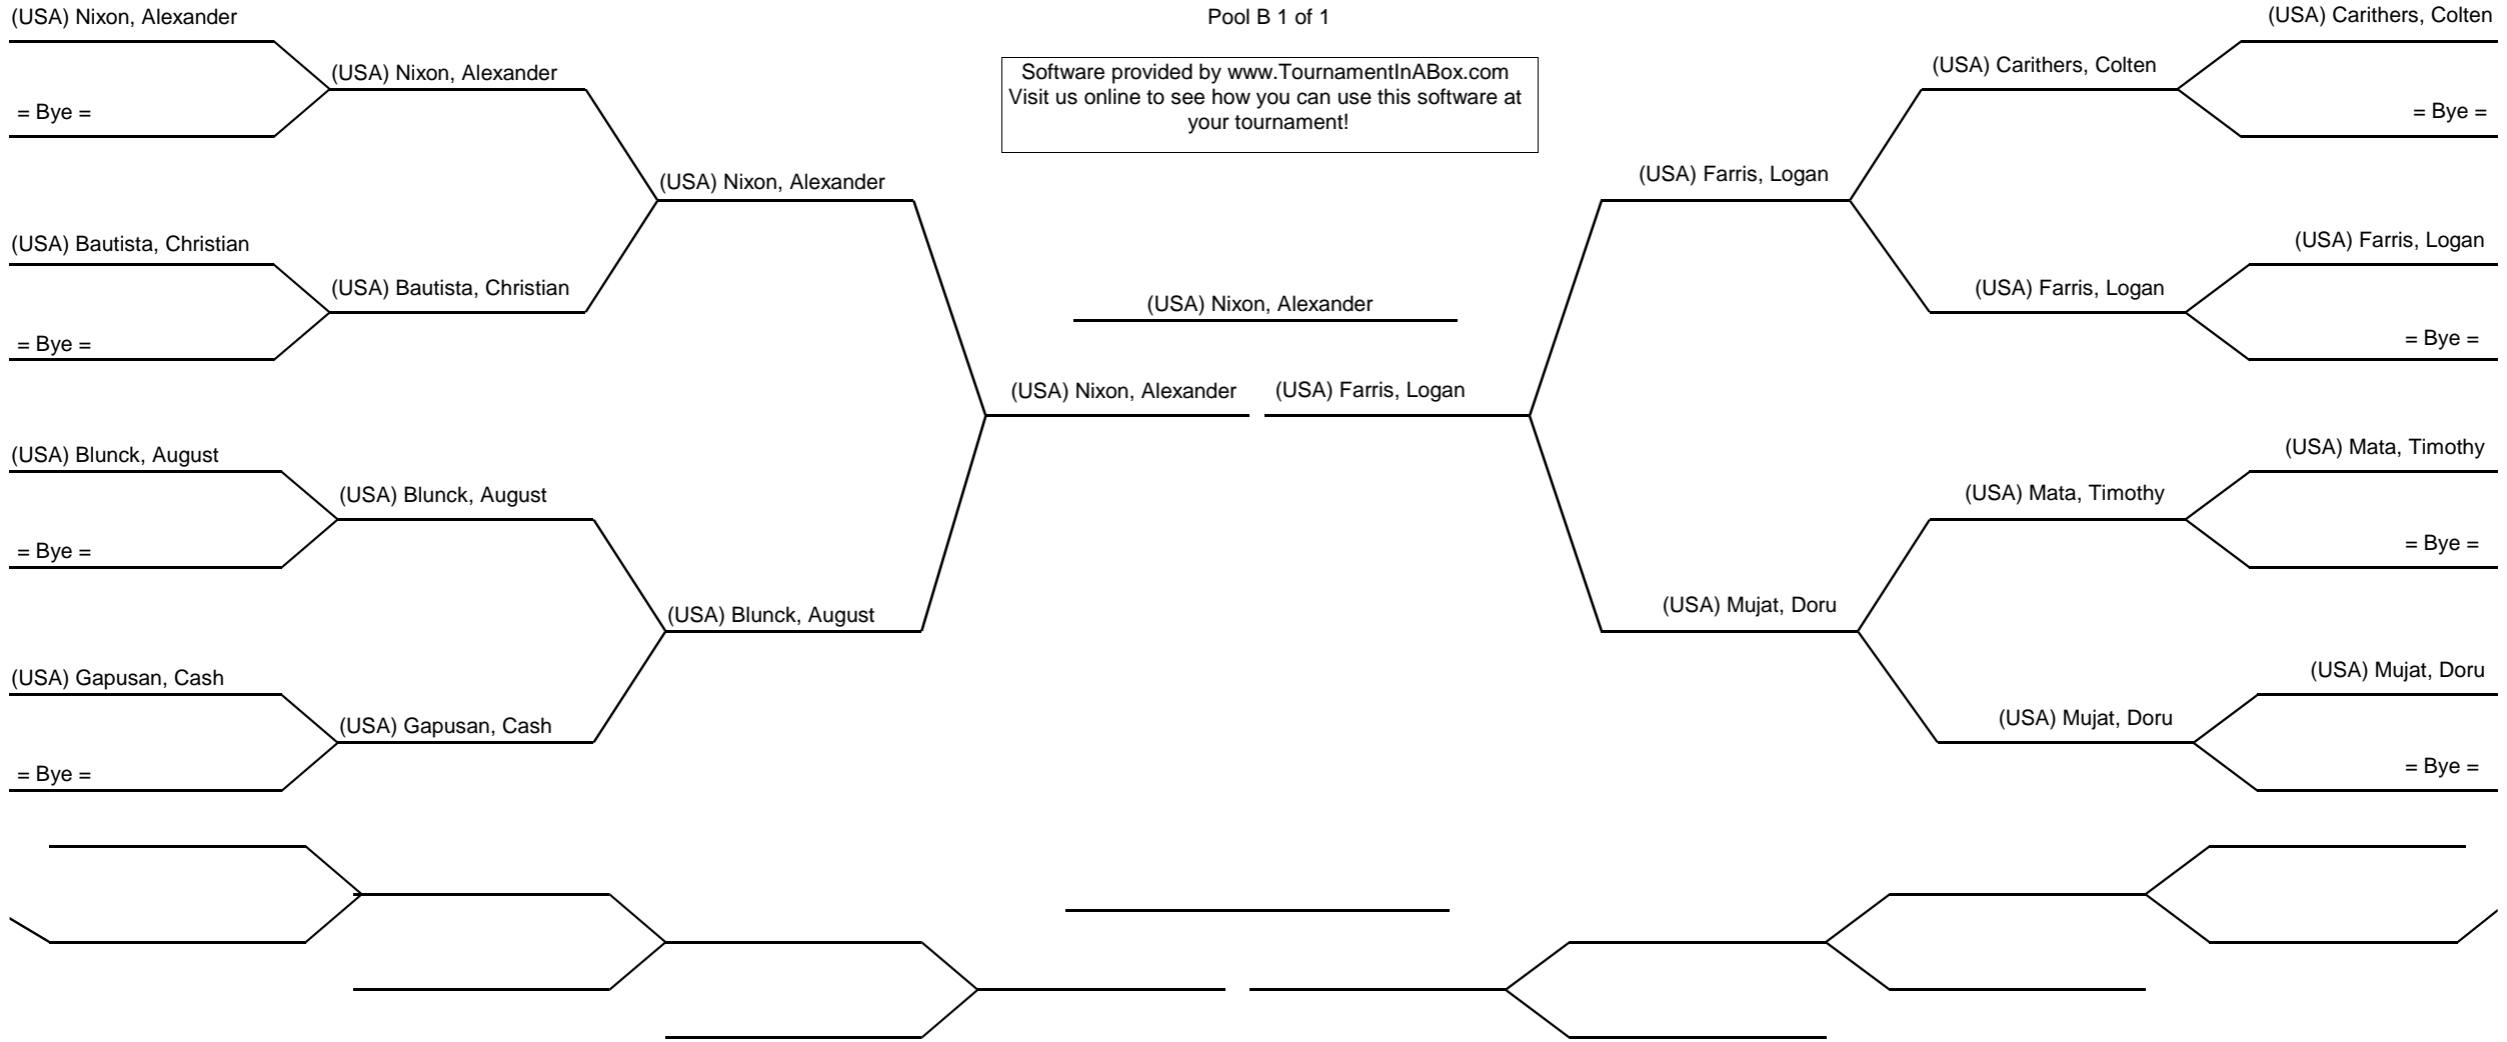 (USA) Nixon, Alexander
Pool B 1 of 1
(USA) Carithers, Colten
(USA) Nixon, Alexander
Software provided by www.TournamentInABox.com
Visit us online to see how you can use this software at
your tournament!
(USA) Carithers, Colten
= Bye =
= Bye =
(USA) Nixon, Alexander
(USA) Farris, Logan
(USA) Bautista, Christian
(USA) Farris, Logan
(USA) Bautista, Christian
(USA) Nixon, Alexander
(USA) Farris, Logan
= Bye =
= Bye =
(USA) Nixon, Alexander
(USA) Farris, Logan
(USA) Blunck, August
(USA) Mata, Timothy
(USA) Blunck, August
(USA) Mata, Timothy
= Bye =
= Bye =
(USA) Blunck, August
(USA) Mujat, Doru
(USA) Gapusan, Cash
(USA) Mujat, Doru
(USA) Gapusan, Cash
(USA) Mujat, Doru
= Bye =
= Bye =